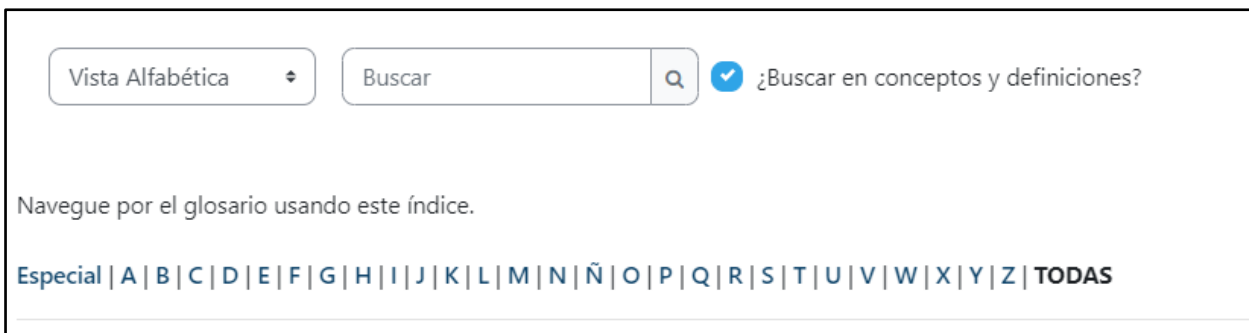 Vista Alfabética Buscar ¿Buscar en conceptos y definiciones?
Navegue por el glosario usando este índice.
Especial | A | B | C | D | E | F | G | H | I | J | K | L | M | N | Ñ | O | P | Q | R | S | T | U | V | W | X | Y | Z | TODAS